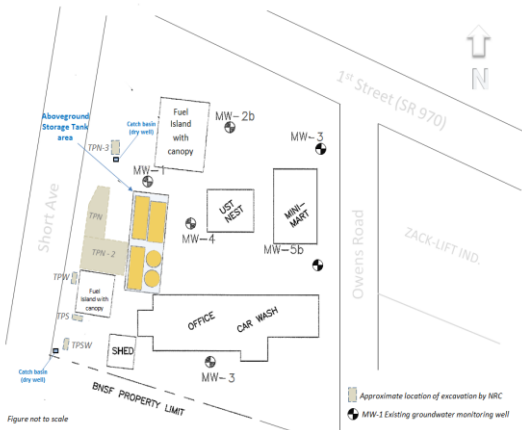 1st Street (SR 970)
N
Fuel
Island
with
canopy
MW-2b
MW-3
Aboveground
Storage Tank
area
Catch basin
(dry well)
TPN-3
MW-1
Short Ave
TPN
UST
NEST
MINI-
MART
MW-4
Owens Road
ZACK-LIFT IND.
MW-5b
TPN - 2
TPW
Fuel
Island with
canopy
TPS
OFFICE
CAR WASH
TPSW
SHED
Catch basin
(dry well)
MW-3
BNSF PROPERTY LIMIT
Approximate location of excavation by NRC
MW-1 Existing groundwater monitoring well
Figure not to scale